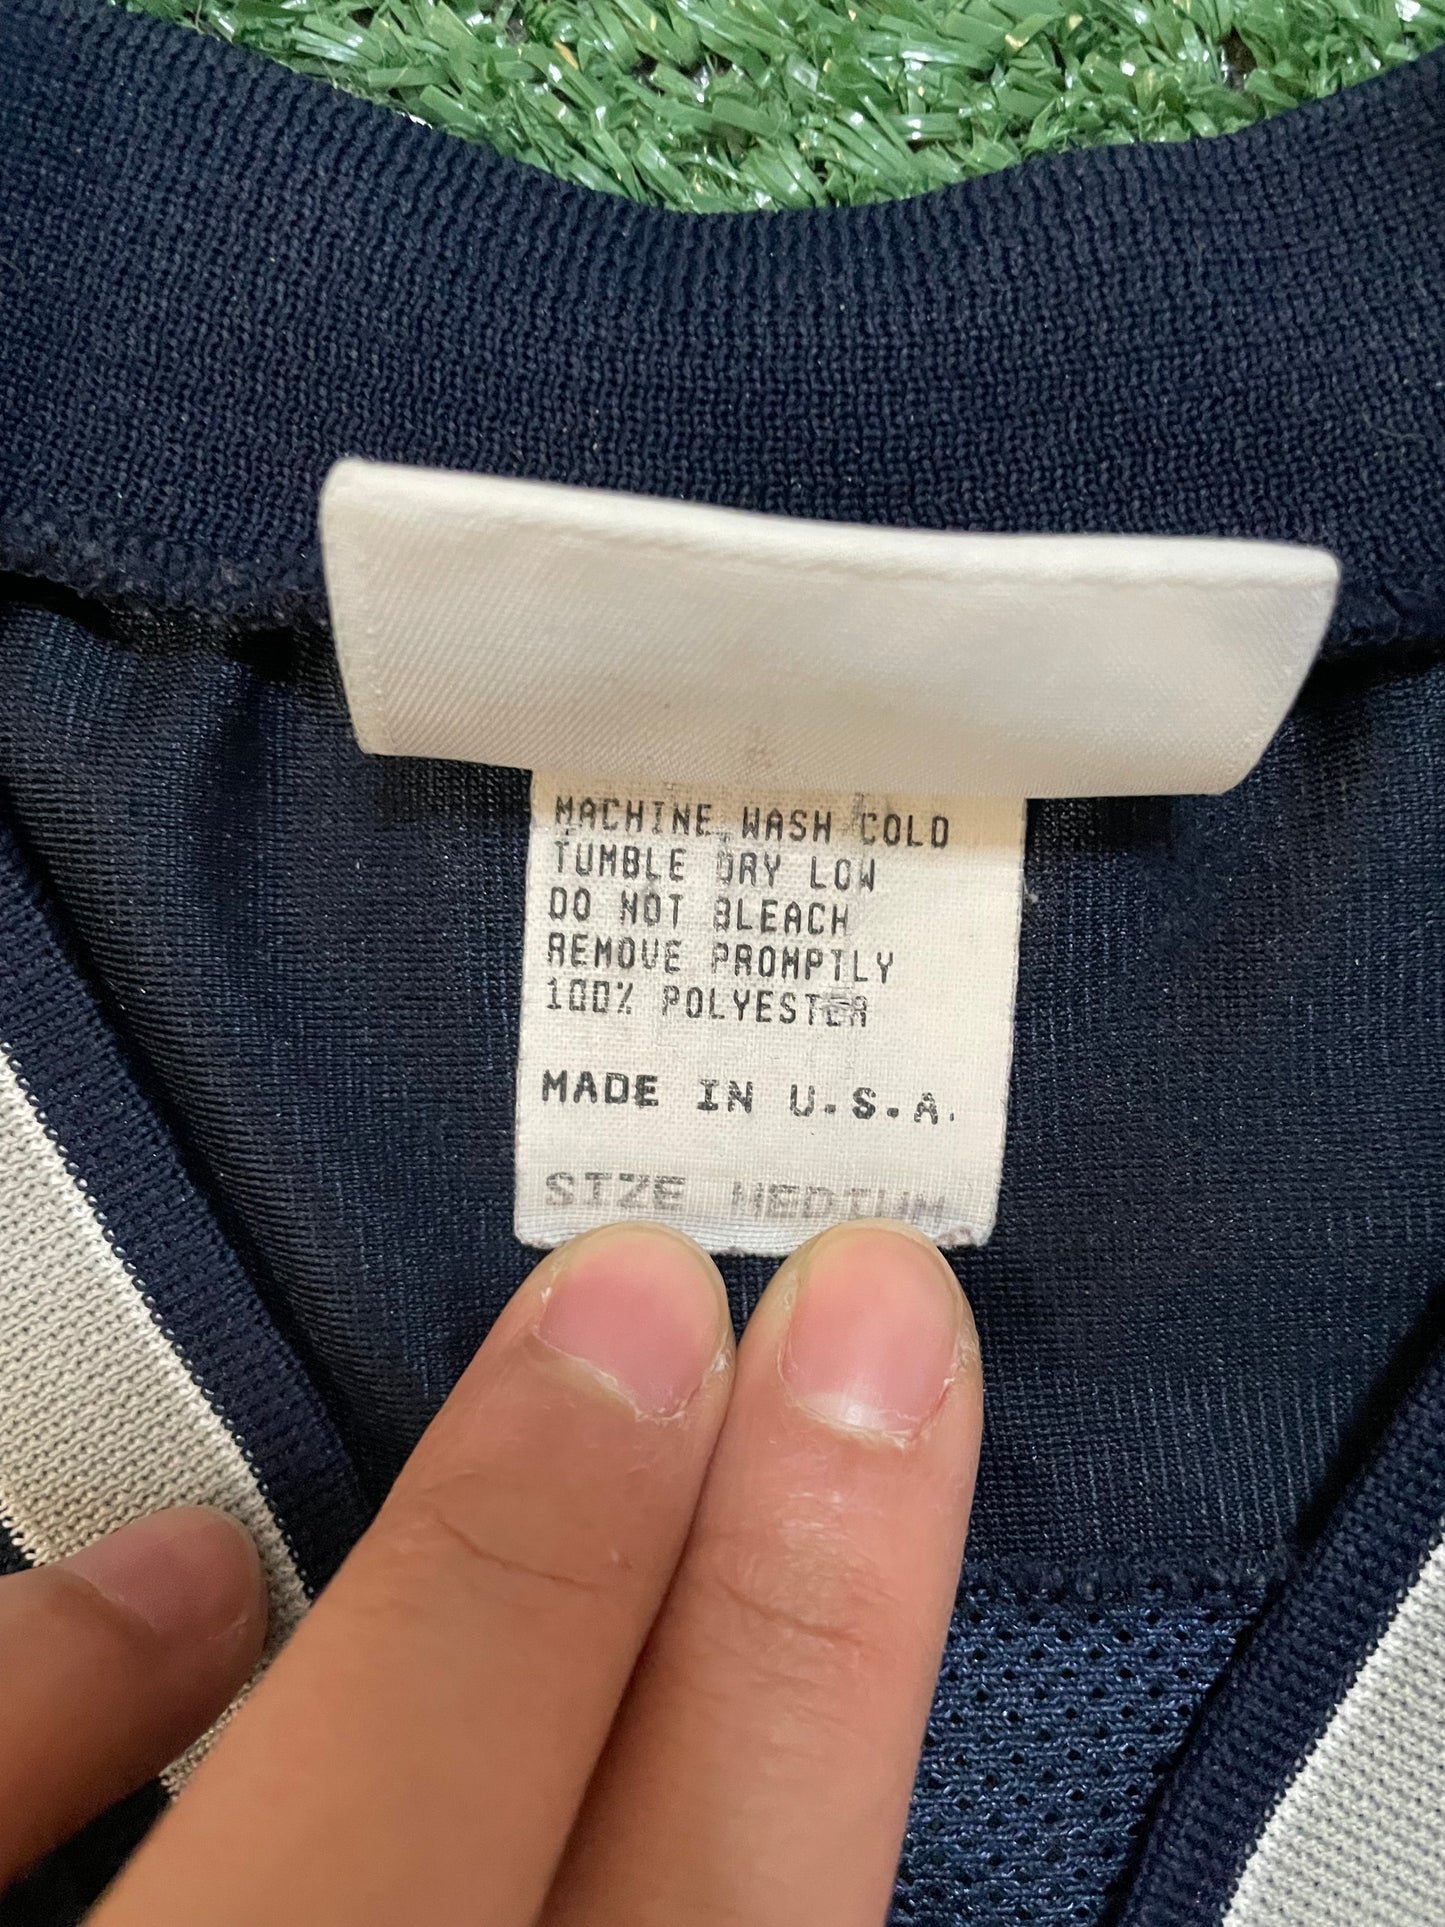 MACHINE WASH COLD
TUMBLE DRY LOW
DO NOT BLEACH
REMOVE PROMPTLY
100% POLYESTER
MADE IN U.S.A.
SIZE MEDIUM